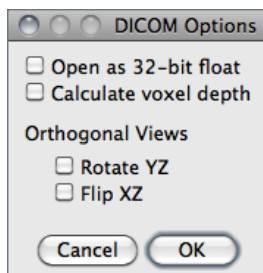 DICOM Options
Open as 32-bit float
Calculate voxel depth
Orthogonal Views
Rotate YZ
Flip XZ
Cancel OK